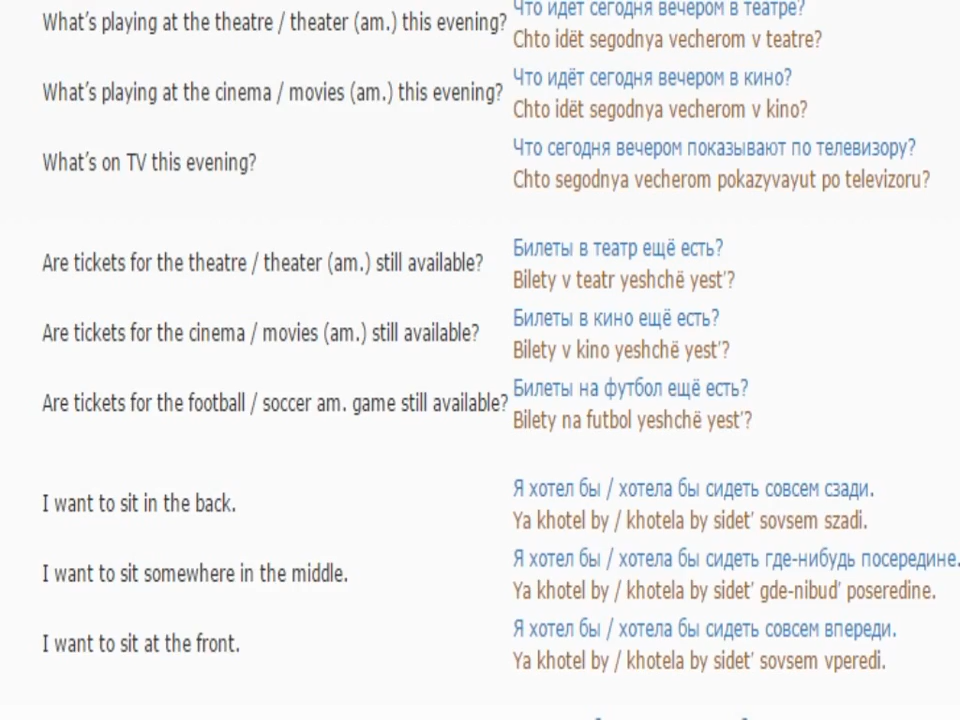 What's playing at the theatre / theater (am.) this evening?
Что идёт сегодня вечером в театре?
Chto idët segodnya vecherom v teatre?
What's playing at the cinema / movies (am.) this evening?
Что идёт сегодня вечером в кино?
Chto idët segodnya vecherom v kino?
What's on TV this evening?
Что сегодня вечером показывают по телевизору?
Chto segodnya vecherom pokazyvayut po televizoru?
Are tickets for the theatre / theater (am.) still available?
Билеты в театр ещё есть?
Bilety v teatr yeshchë yest'?
Are tickets for the cinema / movies (am.) still available?
Билеты в кино ещё есть?
Bilety v kino yeshchë yest'?
Are tickets for the football / soccer am. game still available?
Билеты на футбол ещё есть?
Bilety na futbol yeshchë yest'?
I want to sit in the back.
Я хотел бы / хотела бы сидеть совсем сзади.
Ya khotel by / khotela by sidet' sovsem szadi.
I want to sit somewhere in the middle.
Я хотел бы / хотела бы сидеть где-нибудь посередине.
Ya khotel by / khotela by sidet' gde-nibud' poseredine.
I want to sit at the front.
Я хотел бы / хотела бы сидеть совсем впереди.
Ya khotel by / khotela by sidet' sovsem vperedi.